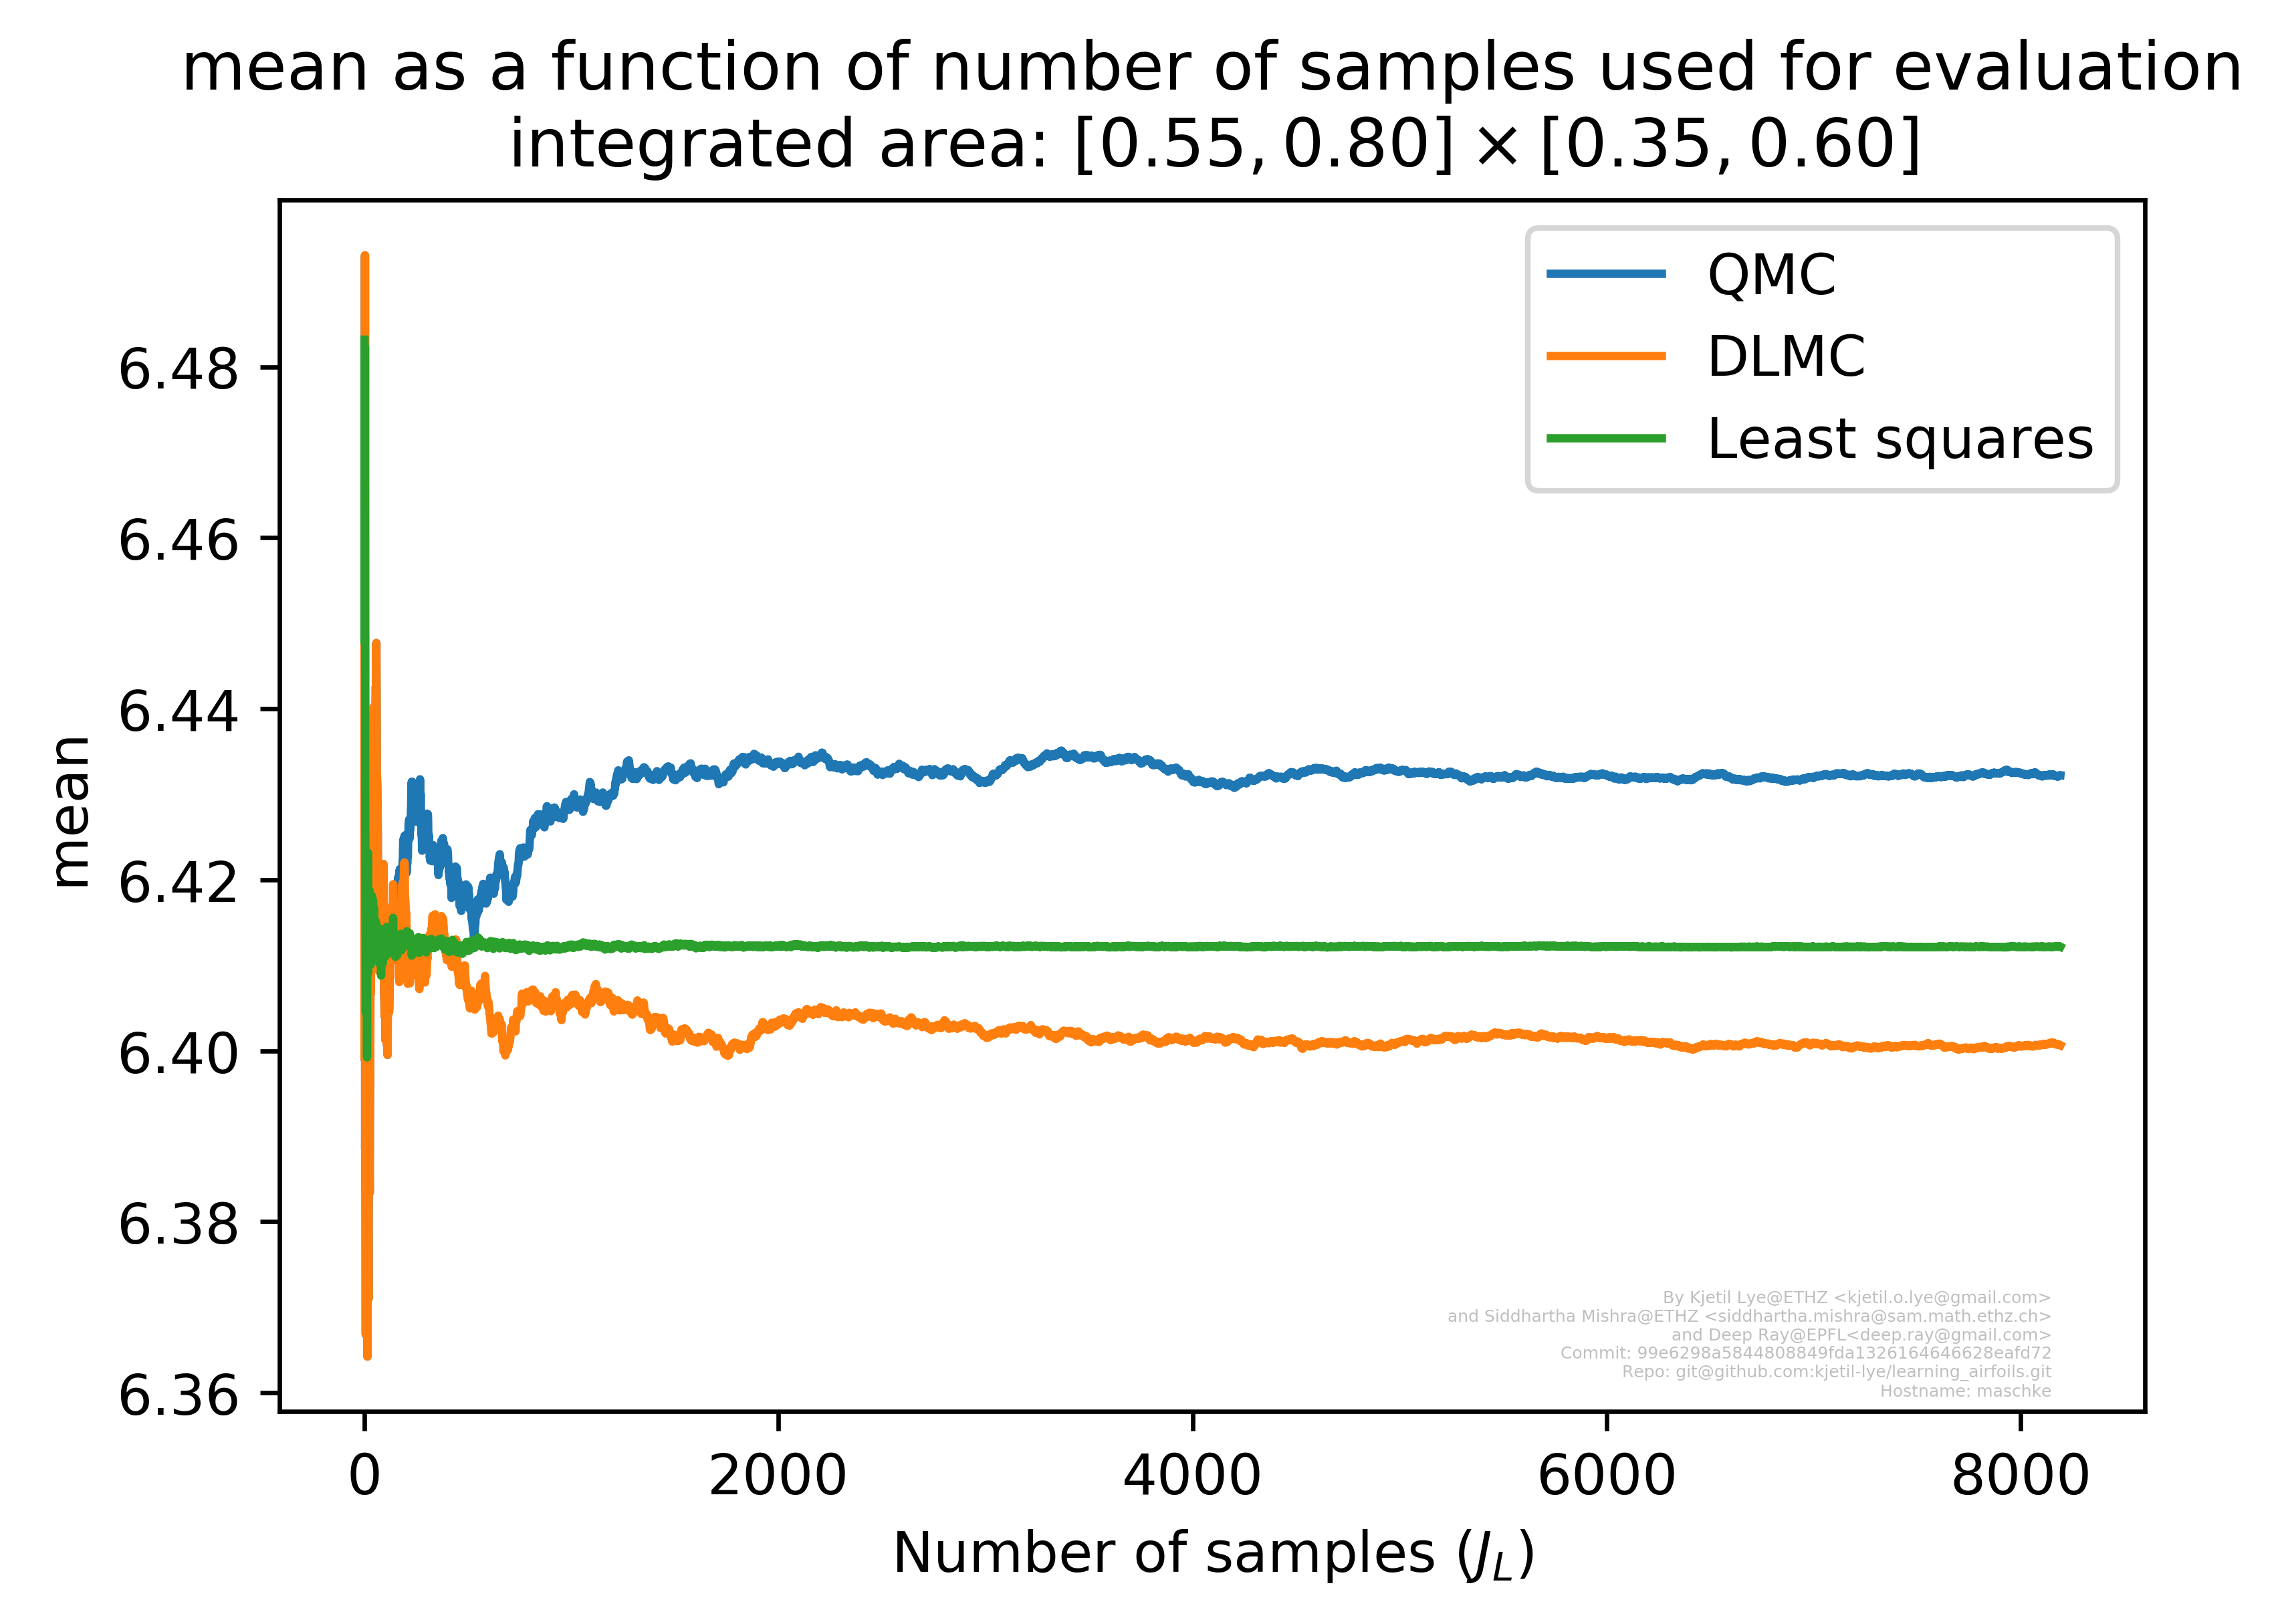 mean as a function of number of samples used for evaluation
integrated area: [0.55, 0.80] × [0.35, 0.60]
QMC
DLMC
Least squares
6.48
6.46
6.44
6.42
6.40
6.38
6.36
mean
By Kjetil Lye@ETHZ <kjetil.o.lye@gmail.com>
and Siddhartha Mishra@ETHZ <siddhartha.mishra@sam.math.ethz.ch>
and Deep Ray@EPFL<deep.ray@gmail.com>
Commit: 99e6298a5844808849fda1326164646628eafd72
Repo: git@github.com:kjetil-lye/learning_airfoils.git
Hostname: maschke
0 2000 4000 6000 8000
Number of samples (J_L)